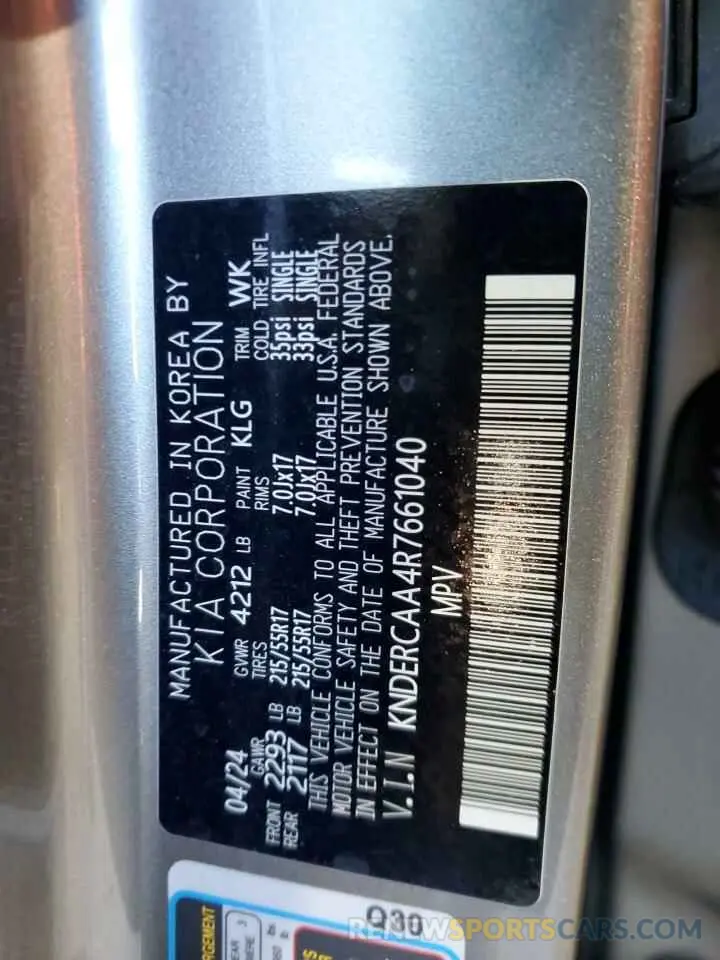 MANUFACTURED IN KOREA BY
KIA CORPORATION
04/24 GVWR 4212 LB PAINT KLG TRIM WK
GAWR TIRES RIMS COLD TIRE INFL
FRONT 2293 LB 215/55R17 7.0Jx17 35psi SINGLE
REAR 2117 LB 215/55R17 7.0Jx17 33psi SINGLE
THIS VEHICLE CONFORMS TO ALL APPLICABLE U.S.A. FEDERAL
MOTOR VEHICLE SAFETY AND THEFT PREVENTION STANDARDS
IN EFFECT ON THE DATE OF MANUFACTURE SHOWN ABOVE.
V.I.N KNDERCAA4R7661040
MPV
Q30
RENEWSPORTSCARS.COM